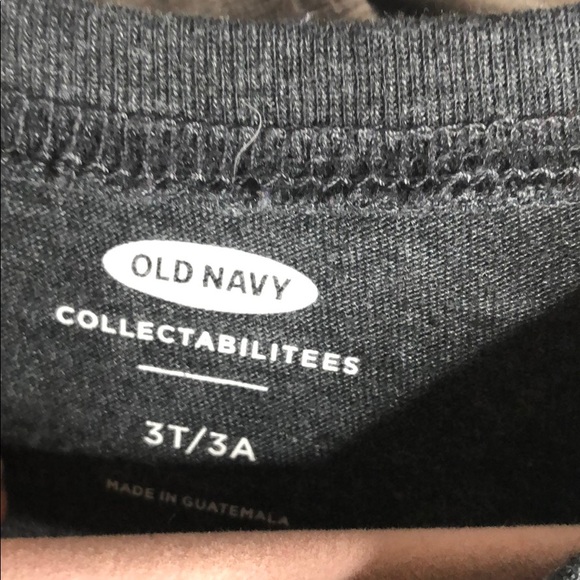 OLD NAVY
COLLECTABILITEES
3T/3A
MADE IN GUATEMALA